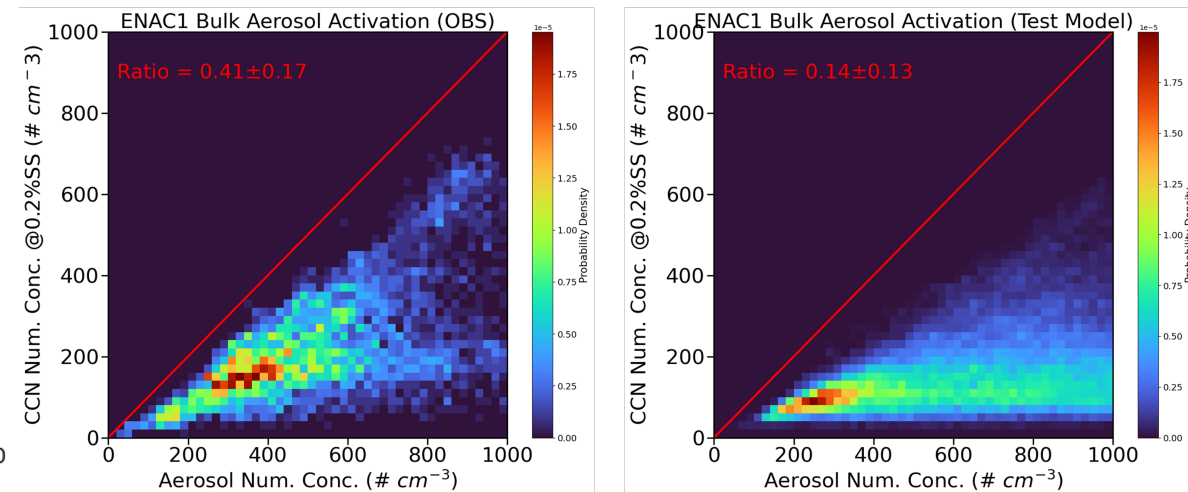 ENAC1 Bulk Aerosol Activation (OBS)
Ratio = 0.41±0.17
CCN Num. Conc. @0.2%SS (# cm − 3)
1000
800
600
400
200
0
0 200 400 600 800 1000
Aerosol Num. Conc. (# cm−3)
1e−5
1.75
1.50
1.25
1.00
0.75
0.50
0.25
0.00
Probability Density
ENAC1 Bulk Aerosol Activation (Test Model)
Ratio = 0.14±0.13
CCN Num. Conc. @0.2%SS (# cm − 3)
1000
800
600
400
200
0
0 200 400 600 800 1000
Aerosol Num. Conc. (# cm−3)
1e−5
1.75
1.50
1.25
1.00
0.75
0.50
0.25
0.00
Probability Density
0